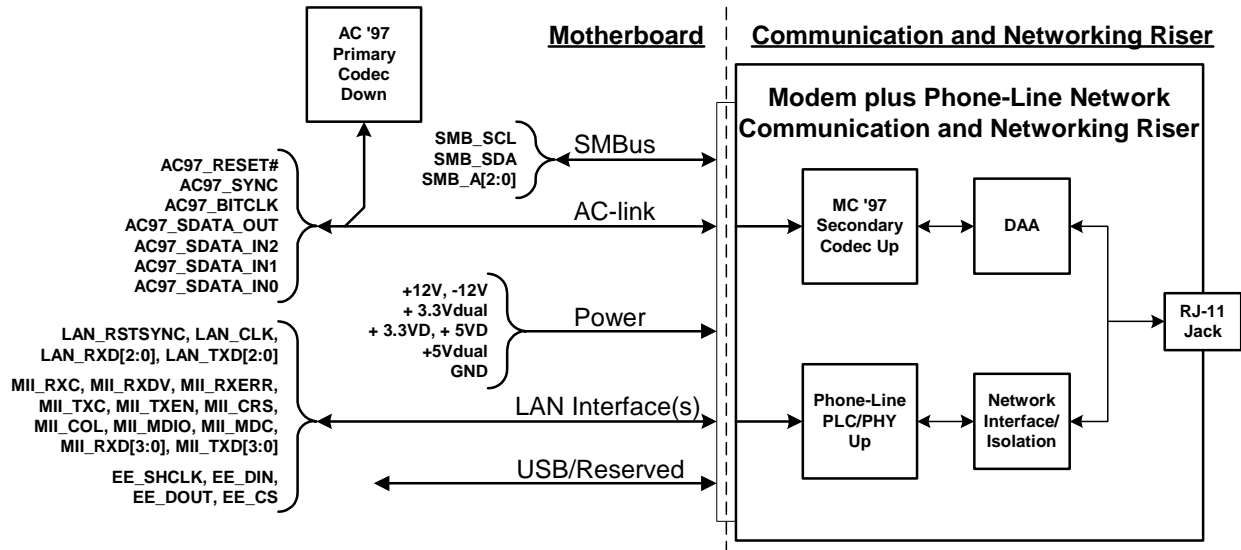 AC '97
Primary
Codec
Down
Motherboard
Communication and Networking Riser
Modem plus Phone-Line Network
Communication and Networking Riser
SMB_SCL
SMB_SDA
SMB_A[2:0]
SMBus
AC97_RESET#
AC97_SYNC
AC97_BITCLK
AC97_SDATA_OUT
AC97_SDATA_IN2
AC97_SDATA_IN1
AC97_SDATA_IN0
AC-link
MC '97
Secondary
Codec Up
DAA
+12V, -12V
+ 3.3Vdual
+ 3.3VD, + 5VD
+5Vdual
GND
Power
RJ-11
Jack
LAN_RSTSYNC, LAN_CLK,
LAN_RXD[2:0], LAN_TXD[2:0]
MII_RXC, MII_RXDV, MII_RXERR,
MII_TXC, MII_TXEN, MII_CRS,
MII_COL, MII_MDIO, MII_MDC,
MII_RXD[3:0], MII_TXD[3:0]
EE_SHCLK, EE_DIN,
EE_DOUT, EE_CS
LAN Interface(s)
Phone-Line
PLC/PHY
Up
Network
Interface/
Isolation
USB/Reserved